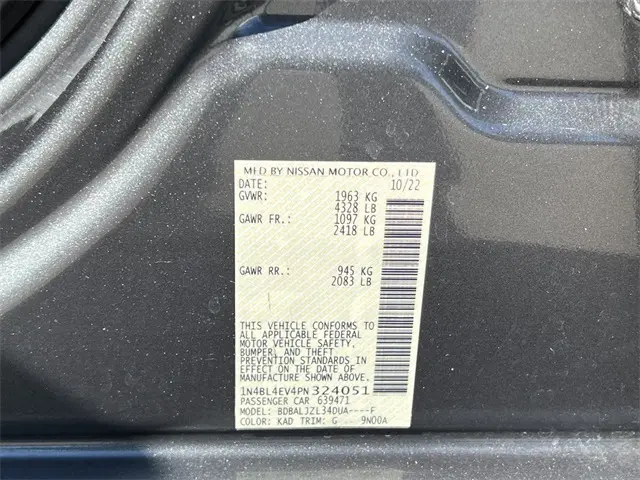 MFD BY NISSAN MOTOR CO., LTD
DATE: 10/22
GVWR: 1963 KG
4328 LB
GAWR FR.: 1097 KG
2418 LB
GAWR RR.: 945 KG
2083 LB
THIS VEHICLE CONFORMS TO
ALL APPLICABLE FEDERAL
MOTOR VEHICLE SAFETY,
BUMPER, AND THEFT
PREVENTION STANDARDS IN
EFFECT ON THE DATE OF
MANUFACTURE SHOWN ABOVE.
1N4BL4EV4PN324051
PASSENGER CAR 639471
MODEL: BDBALJZL34DUA----F
COLOR: KAD TRIM: G 9N00A